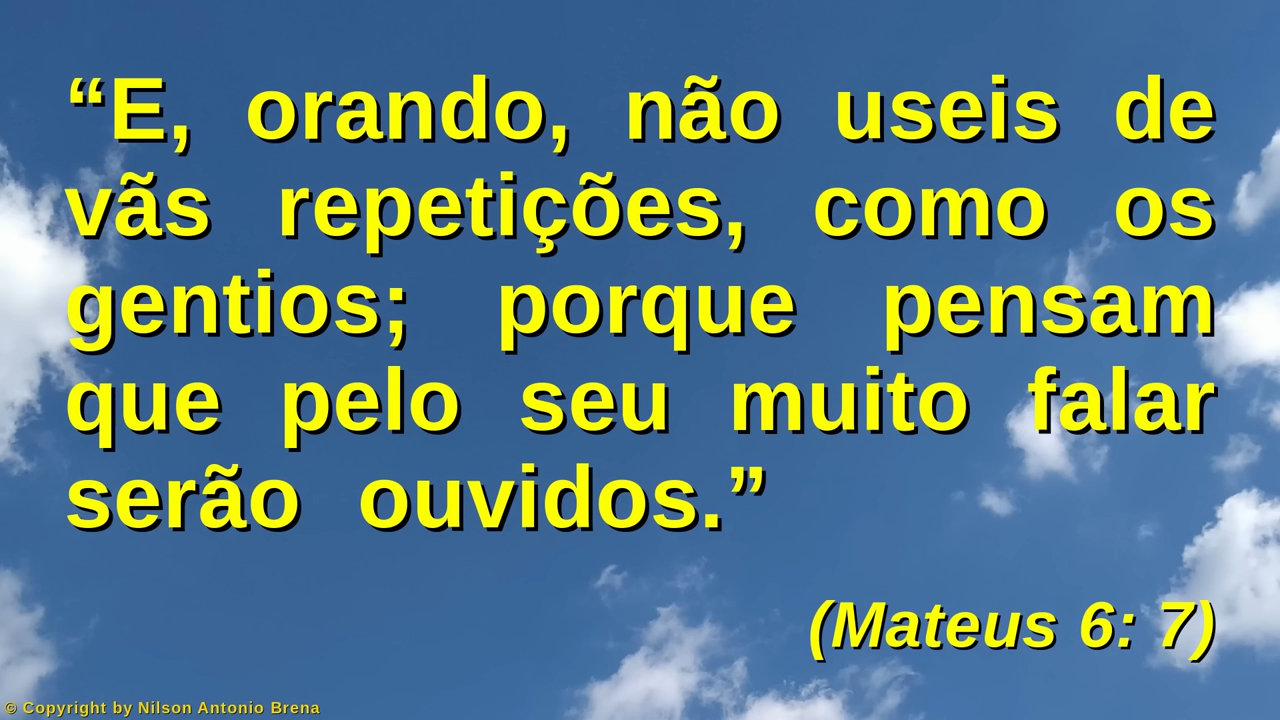 “E, orando, não useis de
vãs repetições, como os
gentios; porque pensam
que pelo seu muito falar
serão ouvidos.”
(Mateus 6: 7)
© Copyright by Nilson Antonio Brena